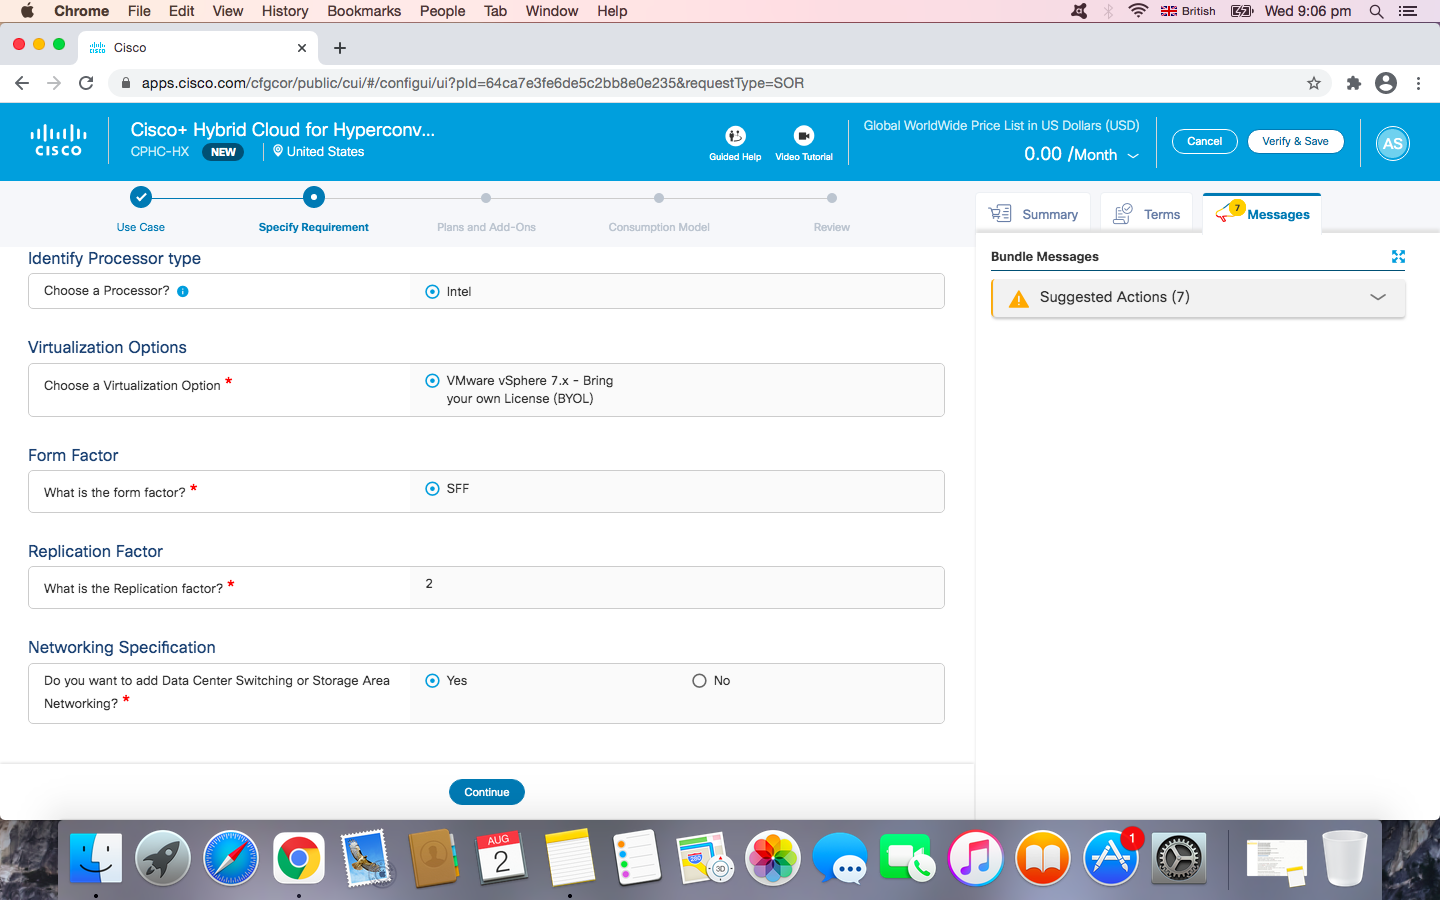 Chrome File Edit View History Bookmarks People Tab Window Help British Wed 9:06 pm
Cisco
apps.cisco.com/cfgcor/public/cui/#/configui/ui?pId=64ca7e3fe6de5c2bb8e0e235&requestType=SOR
CISCO
Cisco+ Hybrid Cloud for Hyperconv...
CPHC-HX NEW United States
Guided Help Video Tutorial
Global WorldWide Price List in US Dollars (USD)
0.00 /Month
Cancel Verify & Save AS
Use Case Specify Requirement Plans and Add-Ons Consumption Model Review
Summary Terms 7 Messages
Bundle Messages
Suggested Actions (7)
Identify Processor type
Choose a Processor? Intel
Virtualization Options
Choose a Virtualization Option * VMware vSphere 7.x - Bring
your own License (BYOL)
Form Factor
What is the form factor? * SFF
Replication Factor
What is the Replication factor? * 2
Networking Specification
Do you want to add Data Center Switching or Storage Area Yes No
Networking? *
Continue
AUG
2
280
3D
1